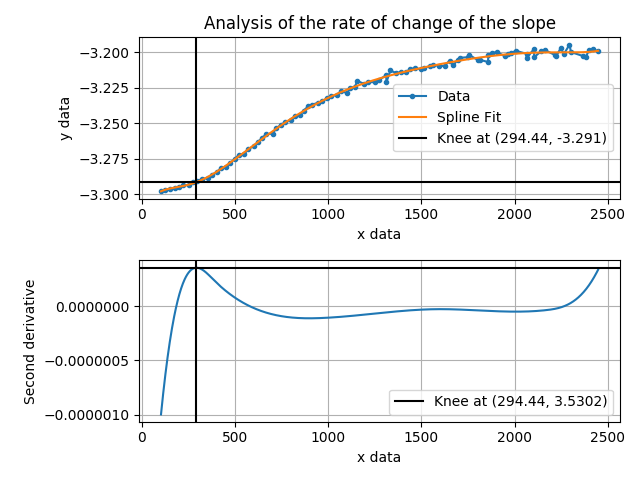 Analysis of the rate of change of the slope
−3.200
−3.225
−3.250
−3.275
−3.300
y data
Data
Spline Fit
Knee at (294.44, -3.291)
0 500 1000 1500 2000 2500
x data
0.0000000
−0.0000005
−0.0000010
Second derivative
Knee at (294.44, 3.5302)
0 500 1000 1500 2000 2500
x data